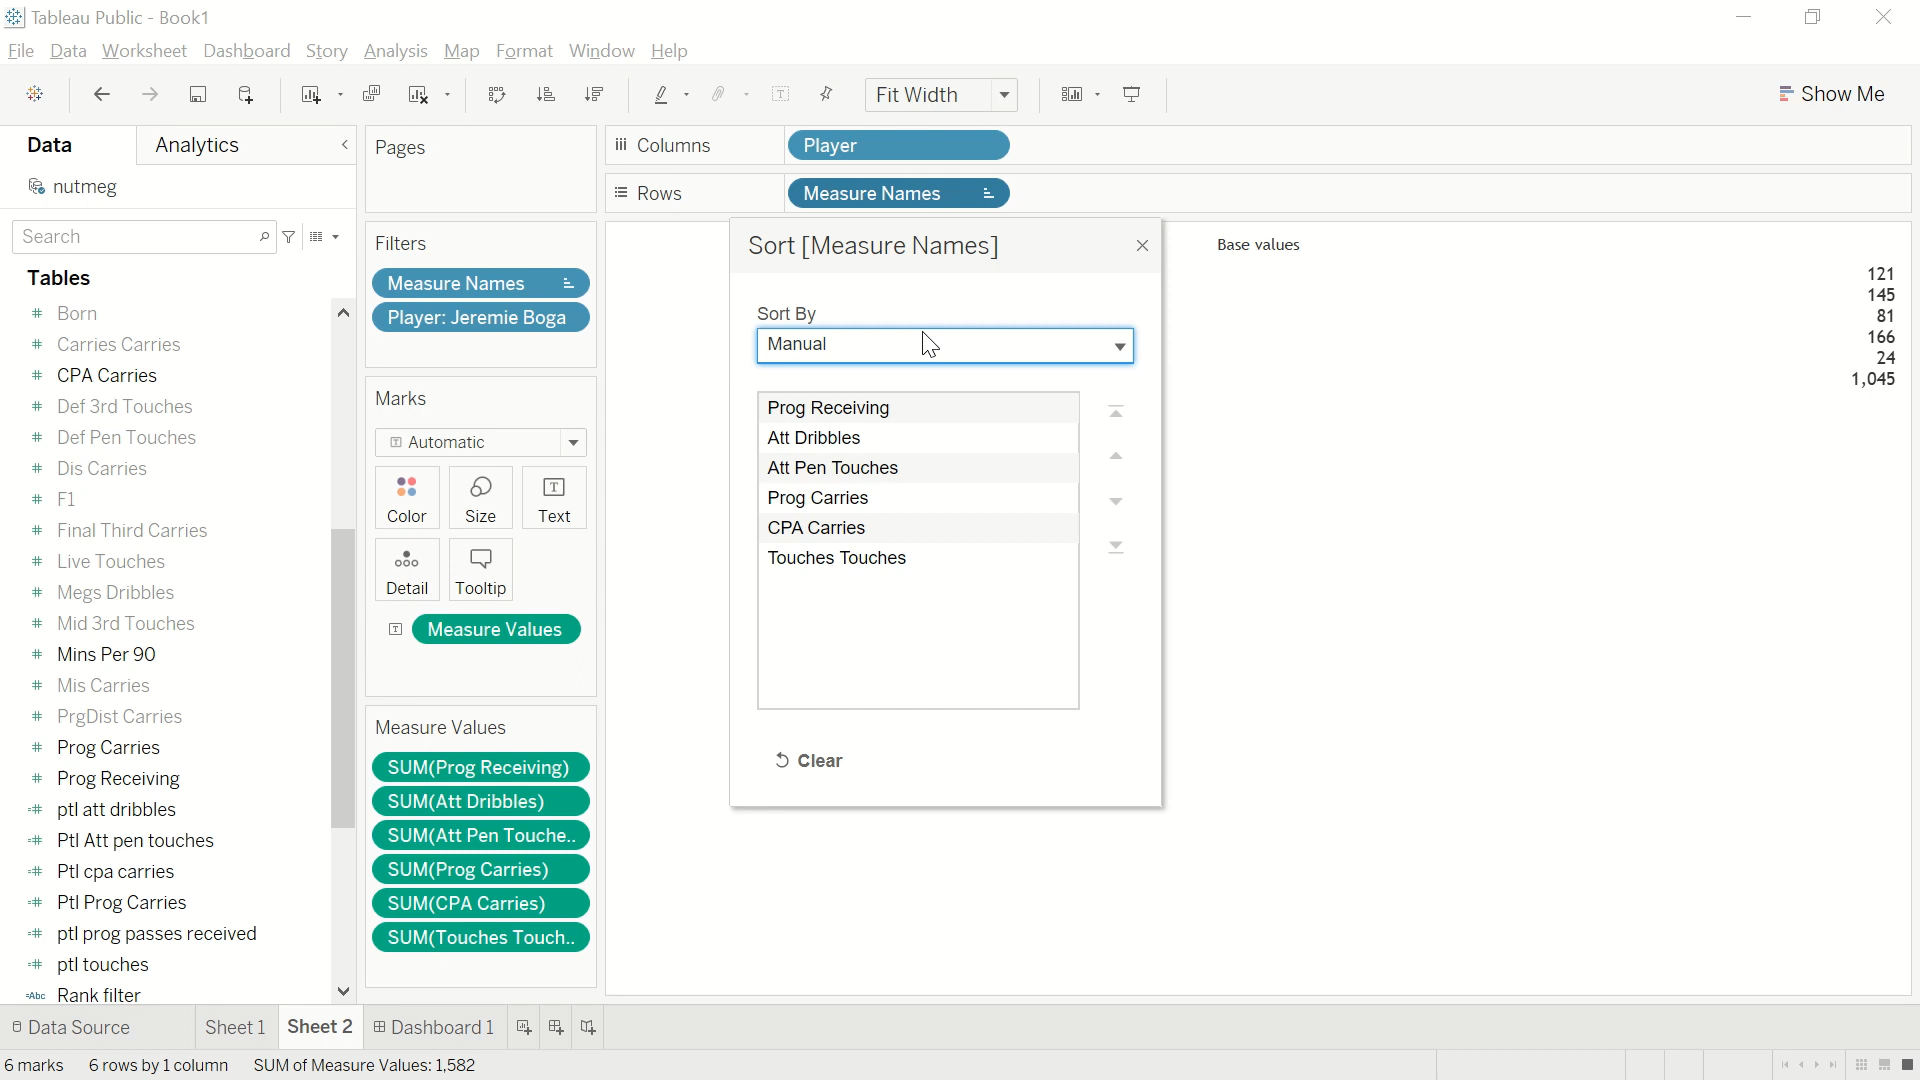 Tableau Public - Book1
File Data Worksheet Dashboard Story Analysis Map Format Window Help
Fit Width
Show Me
Data
Analytics
Pages
Columns
Player
nutmeg
Rows
Measure Names
Search
Filters
Measure Names
Player: Jeremie Boga
Tables
Born
Carries Carries
CPA Carries
Def 3rd Touches
Def Pen Touches
Dis Carries
F1
Final Third Carries
Live Touches
Megs Dribbles
Mid 3rd Touches
Mins Per 90
Mis Carries
PrgDist Carries
Prog Carries
Prog Receiving
ptl att dribbles
Ptl Att pen touches
Ptl cpa carries
Ptl Prog Carries
ptl prog passes received
ptl touches
Abc Rank filter
Marks
Automatic
Color
Size
Text
Detail
Tooltip
Measure Values
Measure Values
SUM(Prog Receiving)
SUM(Att Dribbles)
SUM(Att Pen Touche..
SUM(Prog Carries)
SUM(CPA Carries)
SUM(Touches Touch..
Sort [Measure Names]
Sort By
Manual
Prog Receiving
Att Dribbles
Att Pen Touches
Prog Carries
CPA Carries
Touches Touches
Clear
Base values
121
145
81
166
24
1,045
Data Source
Sheet 1
Sheet 2
Dashboard 1
6 marks
6 rows by 1 column
SUM of Measure Values: 1,582